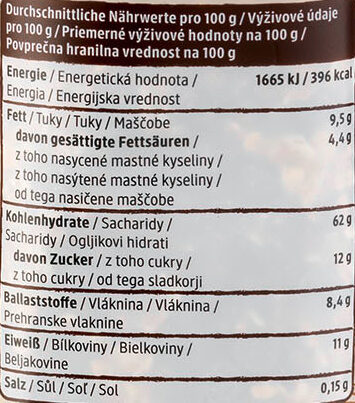 Durchschnittliche Nährwerte per 100 g / Výživové údaje
pro 100 g / Priemerné výživové hodnoty na 100 g /
Povprečna hranilna vrednost na 100 g
Energie / Energetická hodnota /
Energia / Energijska vrednost
1665 kJ / 396 kcal
Fett / Tuky / Tuky / Maščobe
9,5 g
davon gesättigte Fettsäuren /
4,4 g
z toho nasycené mastné kyseliny /
z toho nasýtené mastné kyseliny /
od tega nasičene maščobe
Kohlenhydrate / Sacharidy /
62 g
Sacharidy / Ogljikovi hidrati
davon Zucker / z toho cukry /
12 g
z toho cukry / od tega sladkorji
Ballaststoffe / Vláknina / Vláknina /
8,4 g
Prehranske vlaknine
Eiweiß / Bílkoviny / Bielkoviny /
11 g
Beljakovine
Salz / Sůl / Soľ / Sol
0,15 g